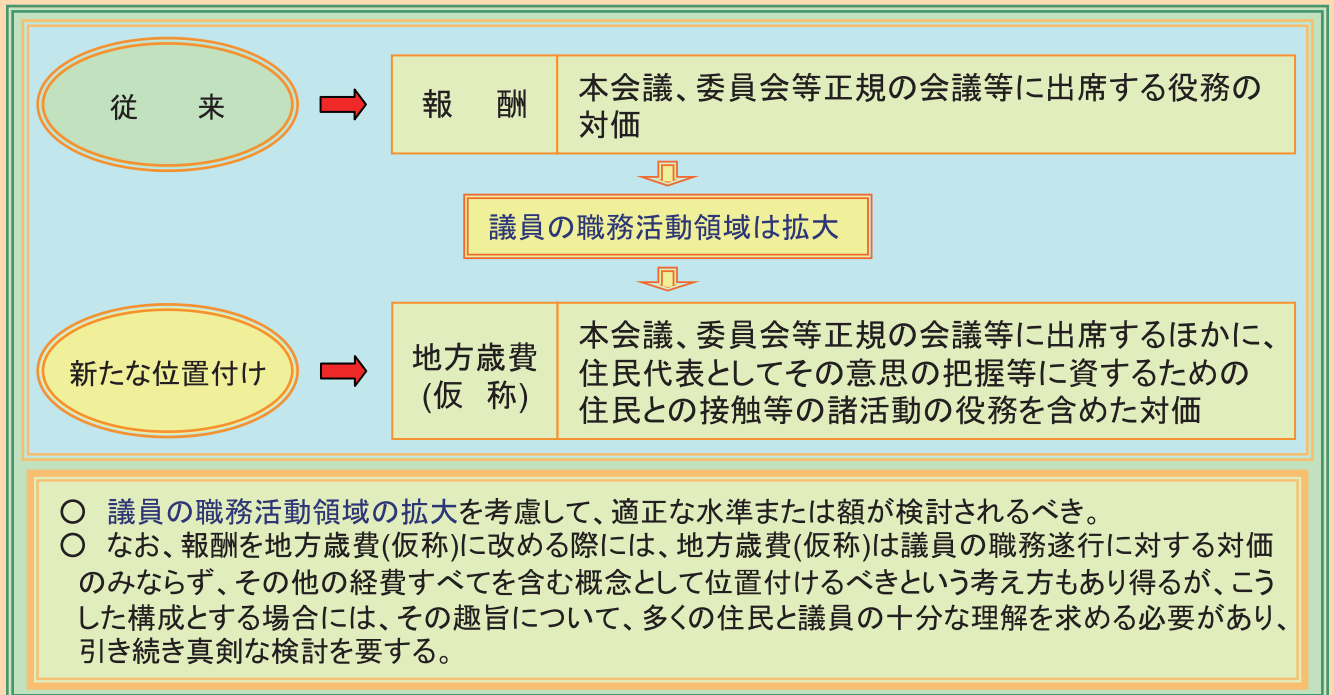 従　来
報　酬
本会議、委員会等正規の会議等に出席する役務の
対価
議員の職務活動領域は拡大
新たな位置付け
地方歳費
(仮　称)
本会議、委員会等正規の会議等に出席するほかに、
住民代表としてその意思の把握等に資するための
住民との接触等の諸活動の役務を含めた対価
○　議員の職務活動領域の拡大を考慮して、適正な水準または額が検討されるべき。
○　なお、報酬を地方歳費(仮称)に改める際には、地方歳費(仮称)は議員の職務遂行に対する対価
のみならず、その他の経費すべてを含む概念として位置付けるべきという考え方もあり得るが、こう
した構成とする場合には、その趣旨について、多くの住民と議員の十分な理解を求める必要があり、
引き続き真剣な検討を要する。